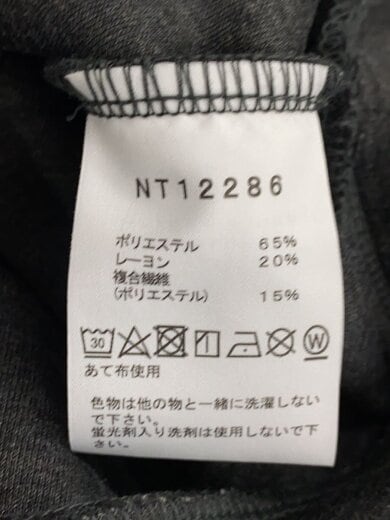 NT12286
ポリエステル 65%
レーヨン 20%
複合繊維
(ポリエステル) 15%
30
あて布使用
色物は他の物と一緒に洗濯しない
で下さい。
蛍光剤入り洗剤は使用しないで下
さい。